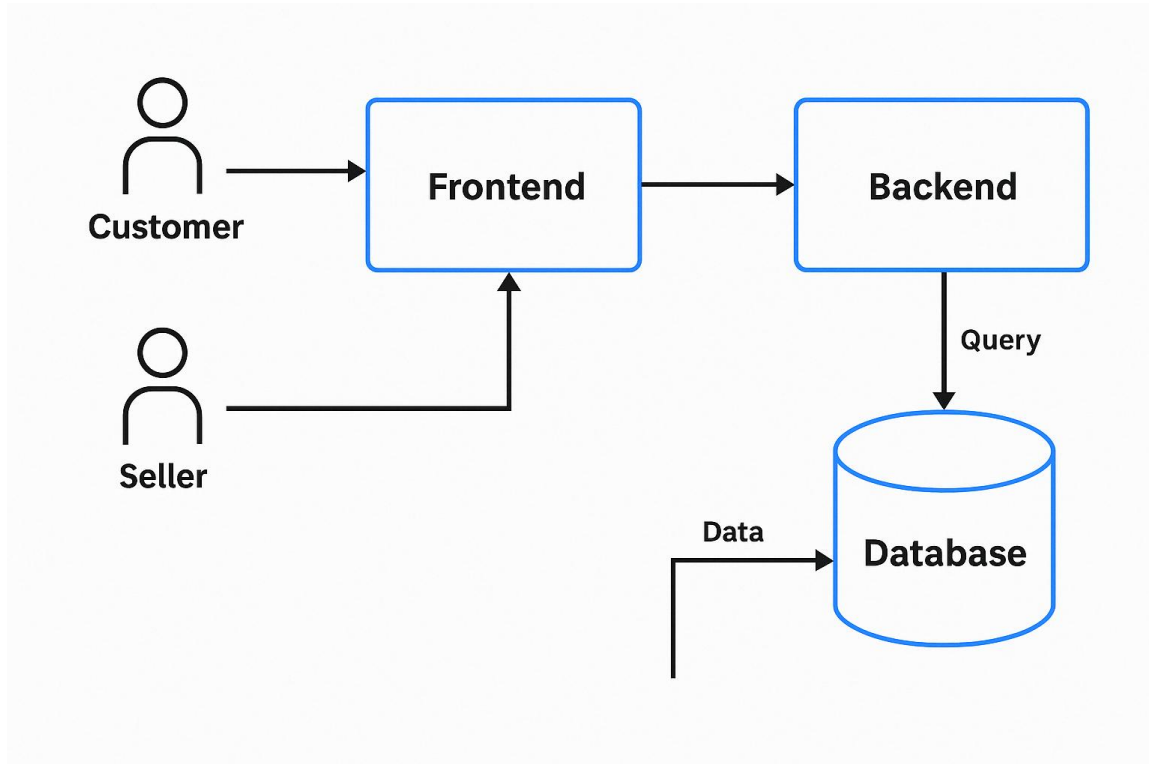 Customer
Frontend
Backend
Query
Seller
Data
Database